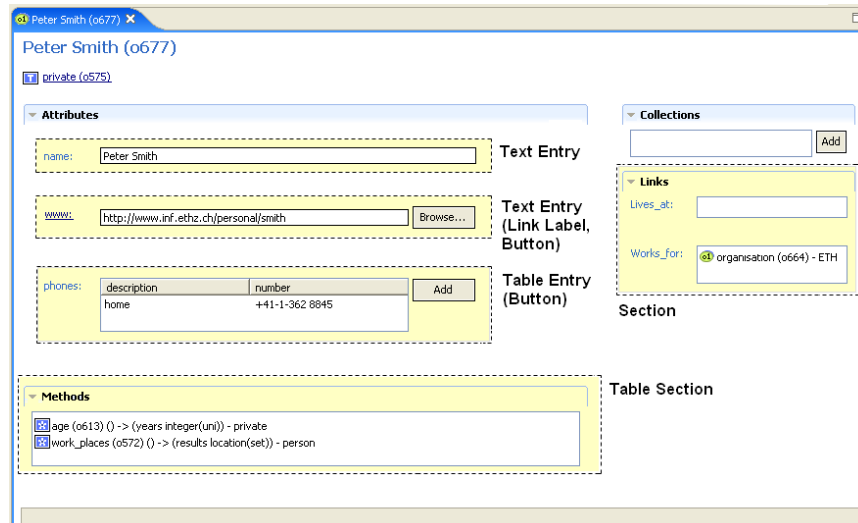 Peter Smith (o677)
Peter Smith (o677)
private (o575)
Attributes
name:
Peter Smith
Text Entry
www:
http://www.inf.ethz.ch/personal/smith
Browse...
Text Entry
(Link Label,
Button)
phones:
description number
home +41-1-362 8845
Add
Table Entry
(Button)
Methods
age (o613) () -> (years integer(uni)) - private
work_places (o572) () -> (results location(set)) - person
Table Section
Collections
Add
Links
Lives_at:
Works_for:
organisation (o664) - ETH
Section